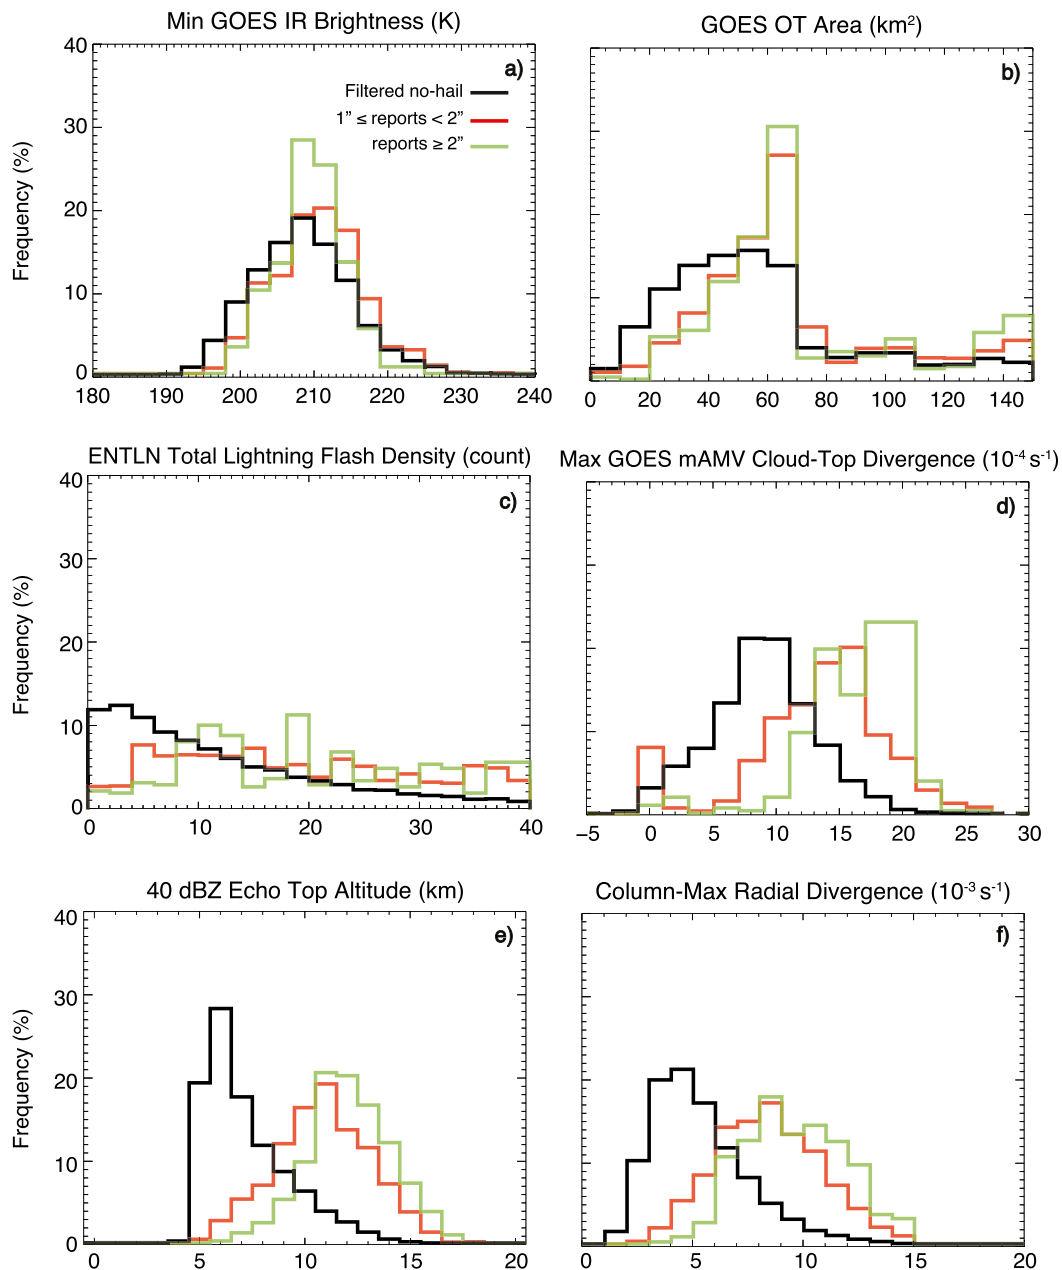 Min GOES IR Brightness (K)
GOES OT Area (km²)
40
30
20
10
0
Frequency (%)
a)
Filtered no-hail
1” ≤ reports < 2”
reports ≥ 2”
180 200 210 220 230 240
b)
0 20 40 60 80 100 120 140
ENTLN Total Lightning Flash Density (count)
Max GOES mAMV Cloud-Top Divergence (10⁻⁴ s⁻¹)
40
30
20
10
0
Frequency (%)
c)
0 10 20 30 40
d)
−5 0 5 10 15 20 25 30
40 dBZ Echo Top Altitude (km)
Column-Max Radial Divergence (10⁻³ s⁻¹)
40
30
20
10
0
Frequency (%)
e)
0 5 10 15 20
f)
0 5 10 15 20